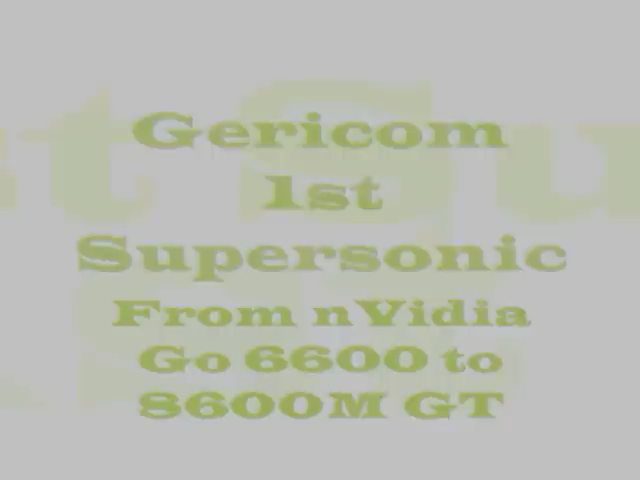 Gericom
1st
Supersonic
From nVidia
Go 6600 to
8600M GT